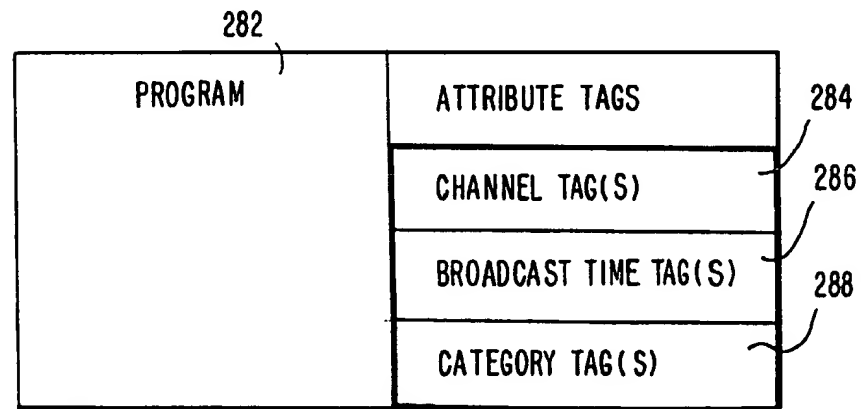 282
PROGRAM
ATTRIBUTE TAGS
284
CHANNEL TAG(S)
286
BROADCAST TIME TAG(S)
288
CATEGORY TAG(S)